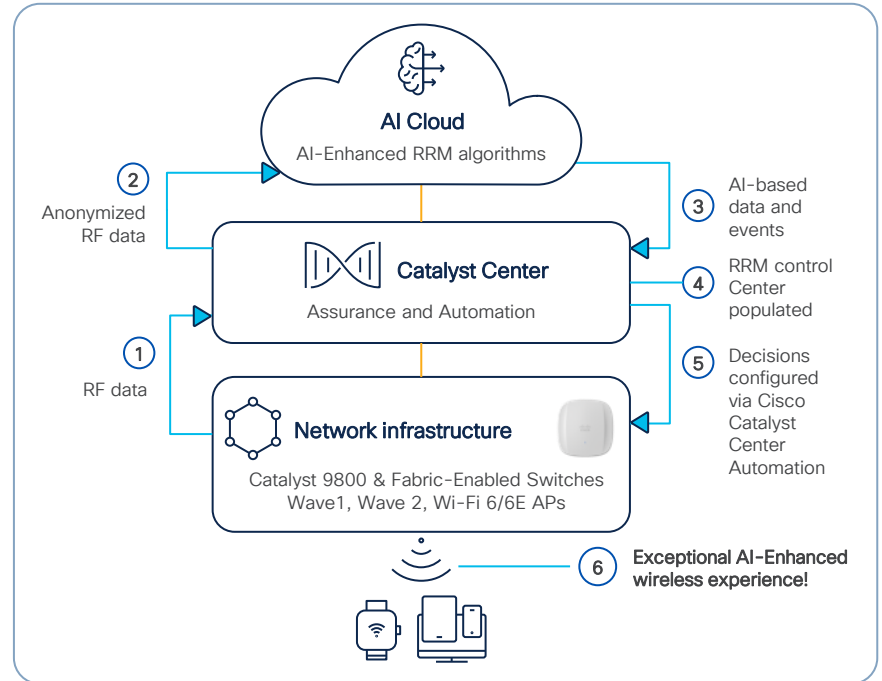 AI Cloud
AI-Enhanced RRM algorithms
2
Anonymized
RF data
3
AI-based
data and
events
Catalyst Center
Assurance and Automation
4
RRM control
Center
populated
1
RF data
5
Decisions
configured
via Cisco
Catalyst
Center
Automation
Network infrastructure
Catalyst 9800 & Fabric-Enabled Switches
Wave1, Wave 2, Wi-Fi 6/6E APs
6
Exceptional AI-Enhanced
wireless experience!